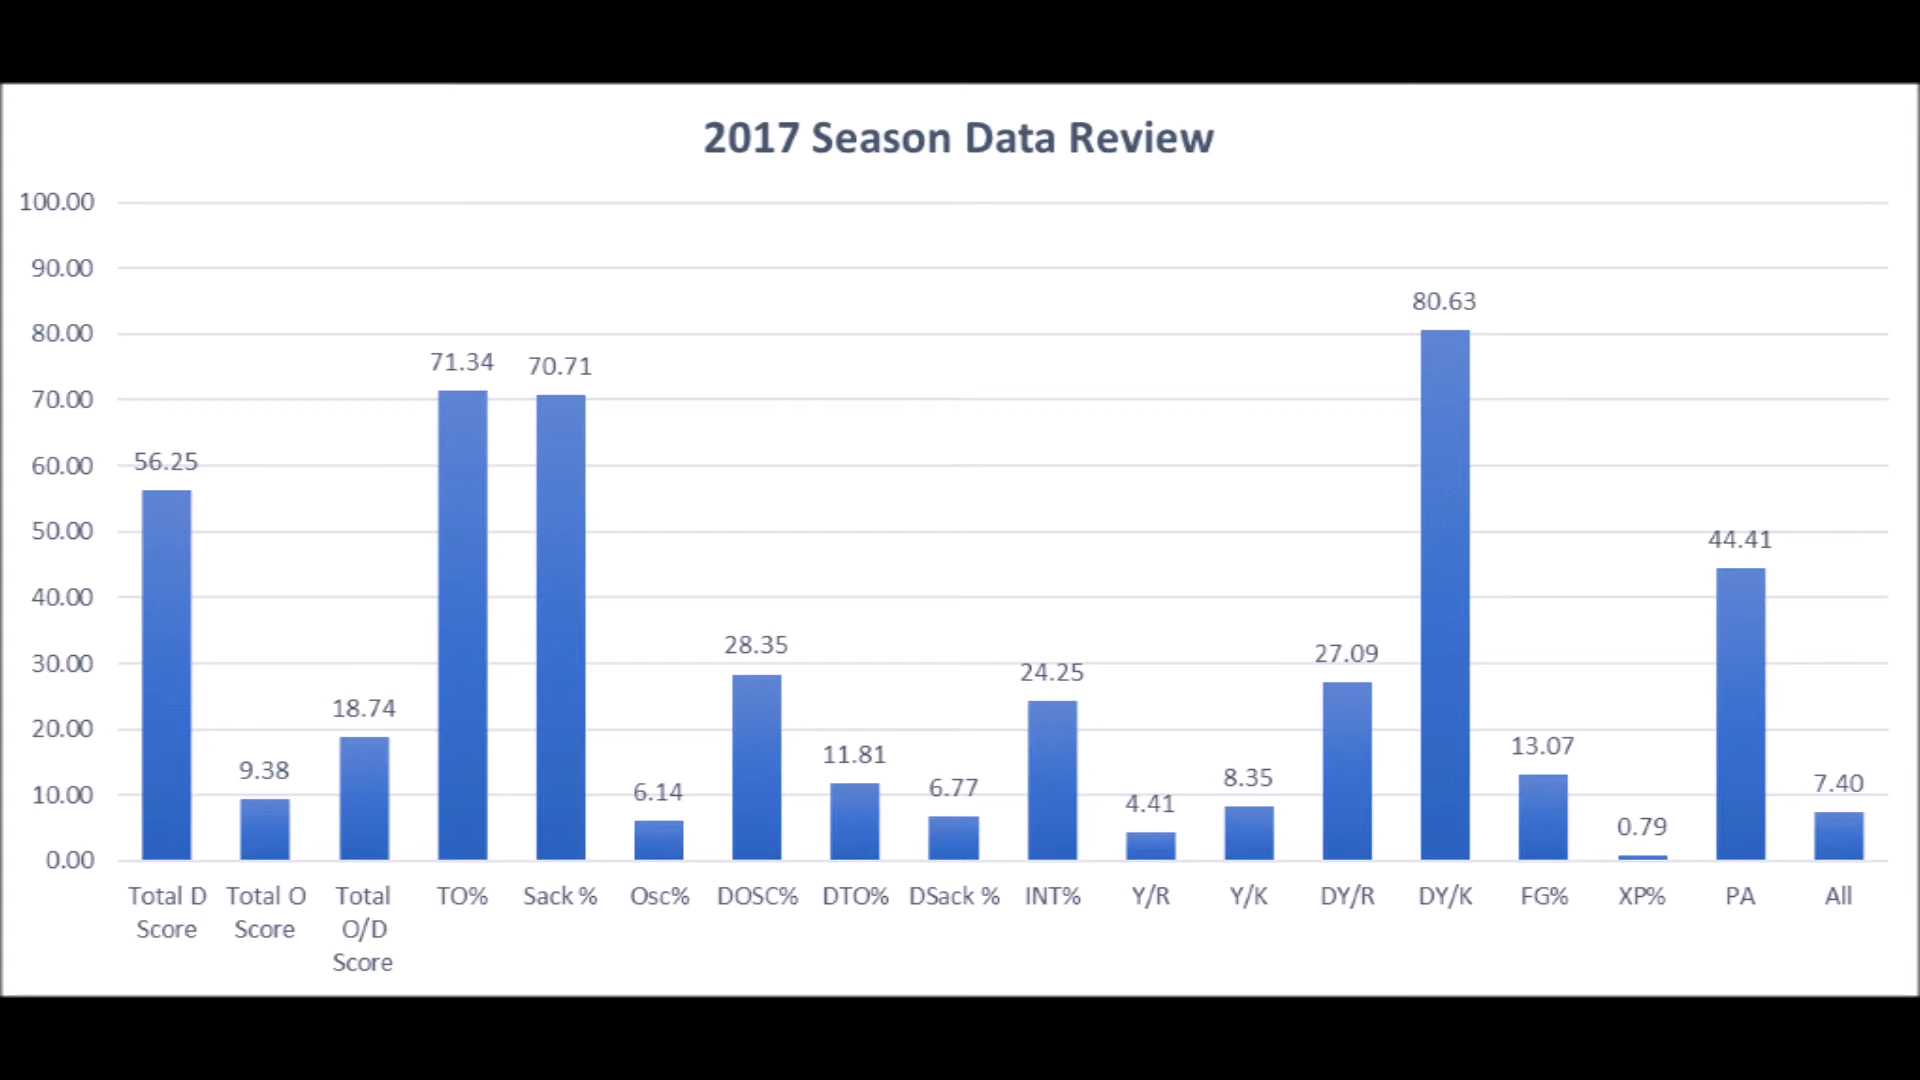 2017 Season Data Review
100.00
90.00
80.00
70.00
60.00
50.00
40.00
30.00
20.00
10.00
0.00
56.25
9.38
18.74
71.34
70.71
6.14
28.35
11.81
6.77
24.25
4.41
8.35
27.09
80.63
13.07
0.79
44.41
7.40
Total D
Score
Total O
Score
Total
O/D
Score
TO%
Sack %
Osc%
DOSC%
DTO%
DSack %
INT%
Y/R
Y/K
DY/R
DY/K
FG%
XP%
PA
All